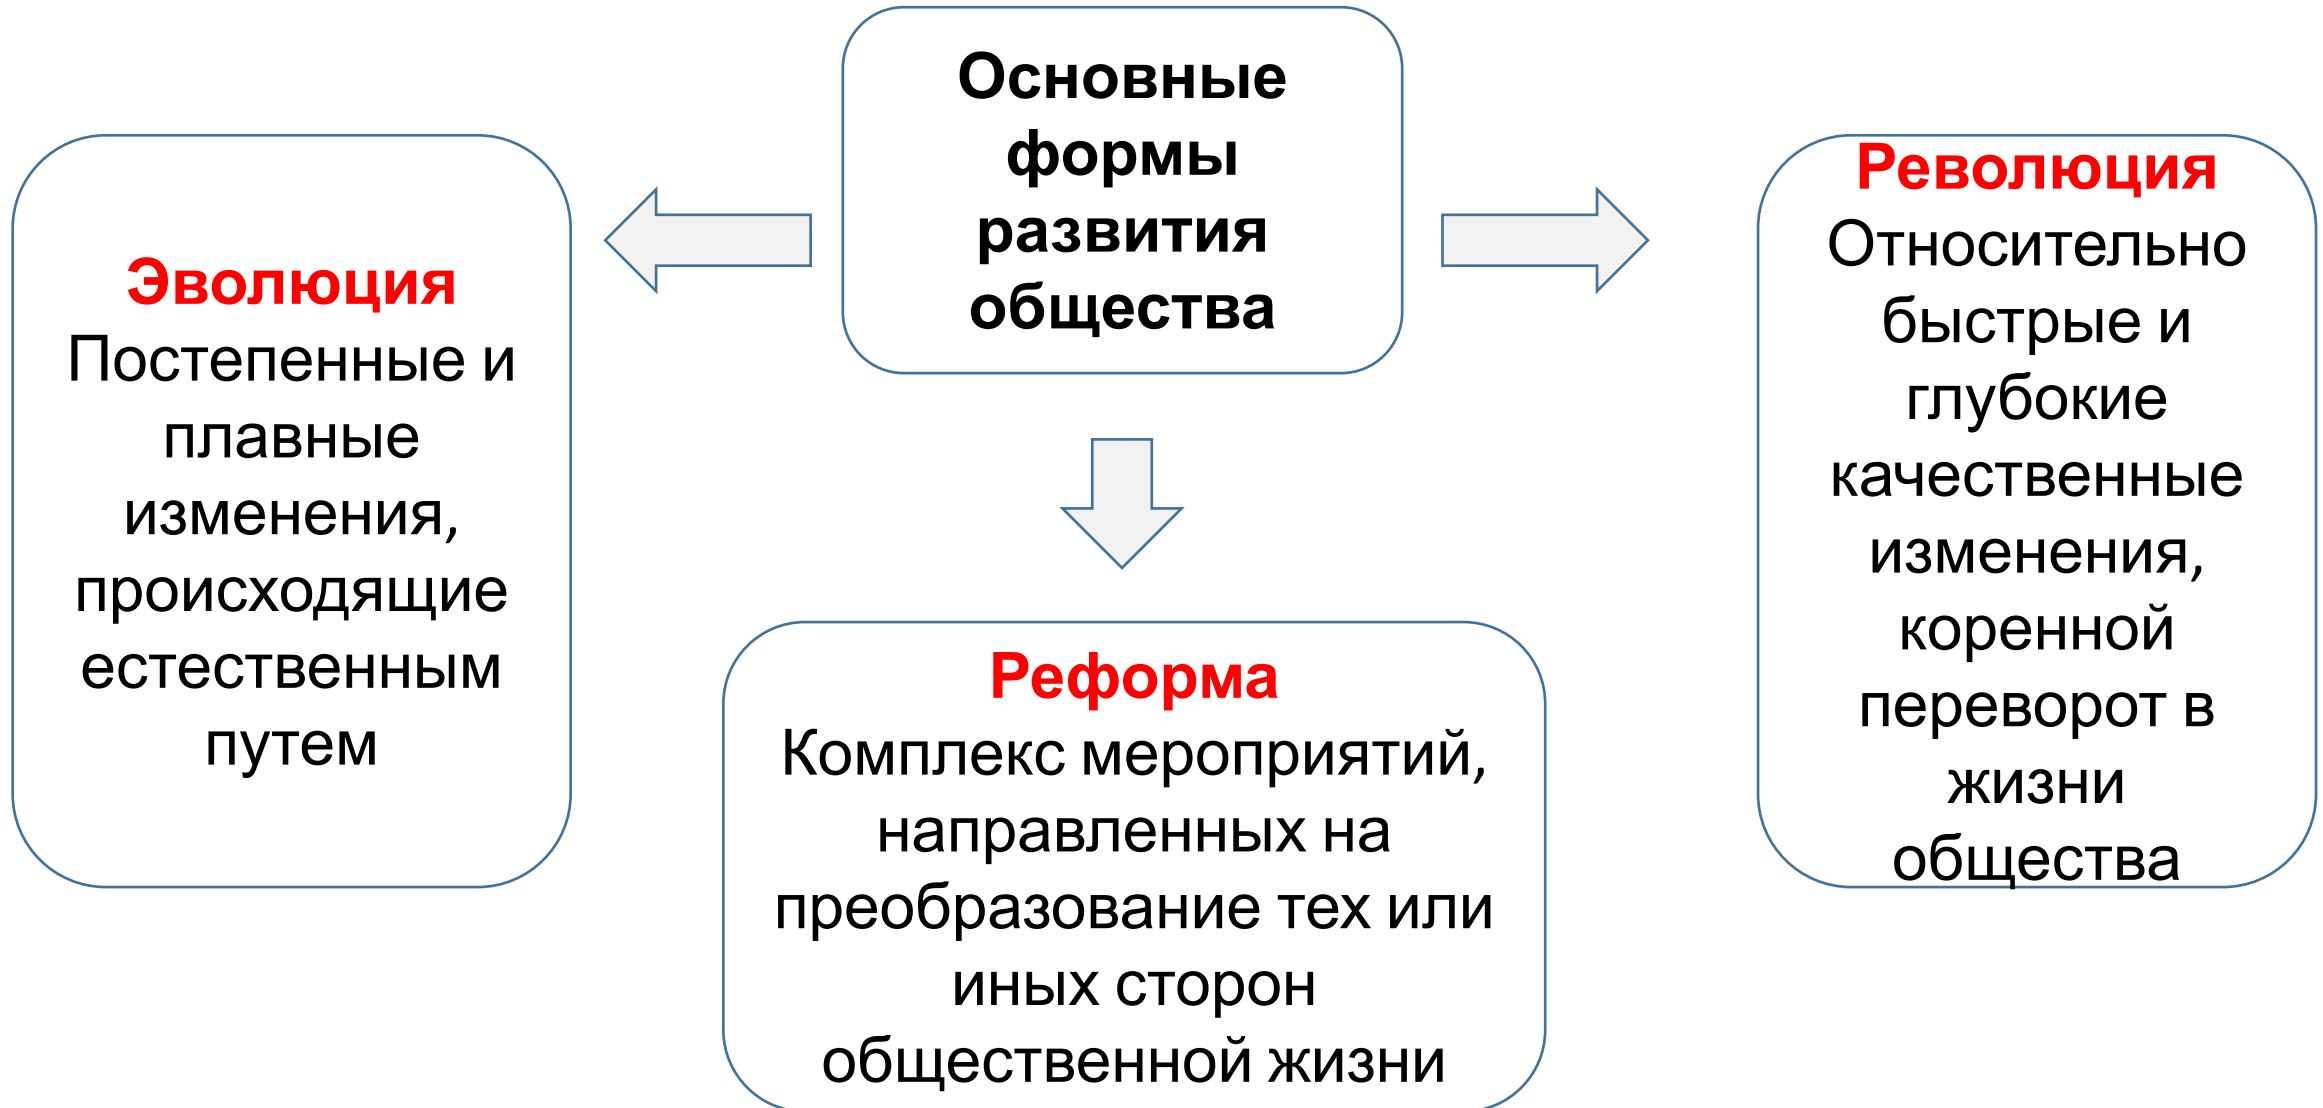 Основные
формы
развития
общества
Эволюция
Постепенные и
плавные
изменения,
происходящие
естественным
путем
Реформа
Комплекс мероприятий,
направленных на
преобразование тех или
иных сторон
общественной жизни
Революция
Относительно
быстрые и
глубокие
качественные
изменения,
коренной
переворот в
жизни
общества